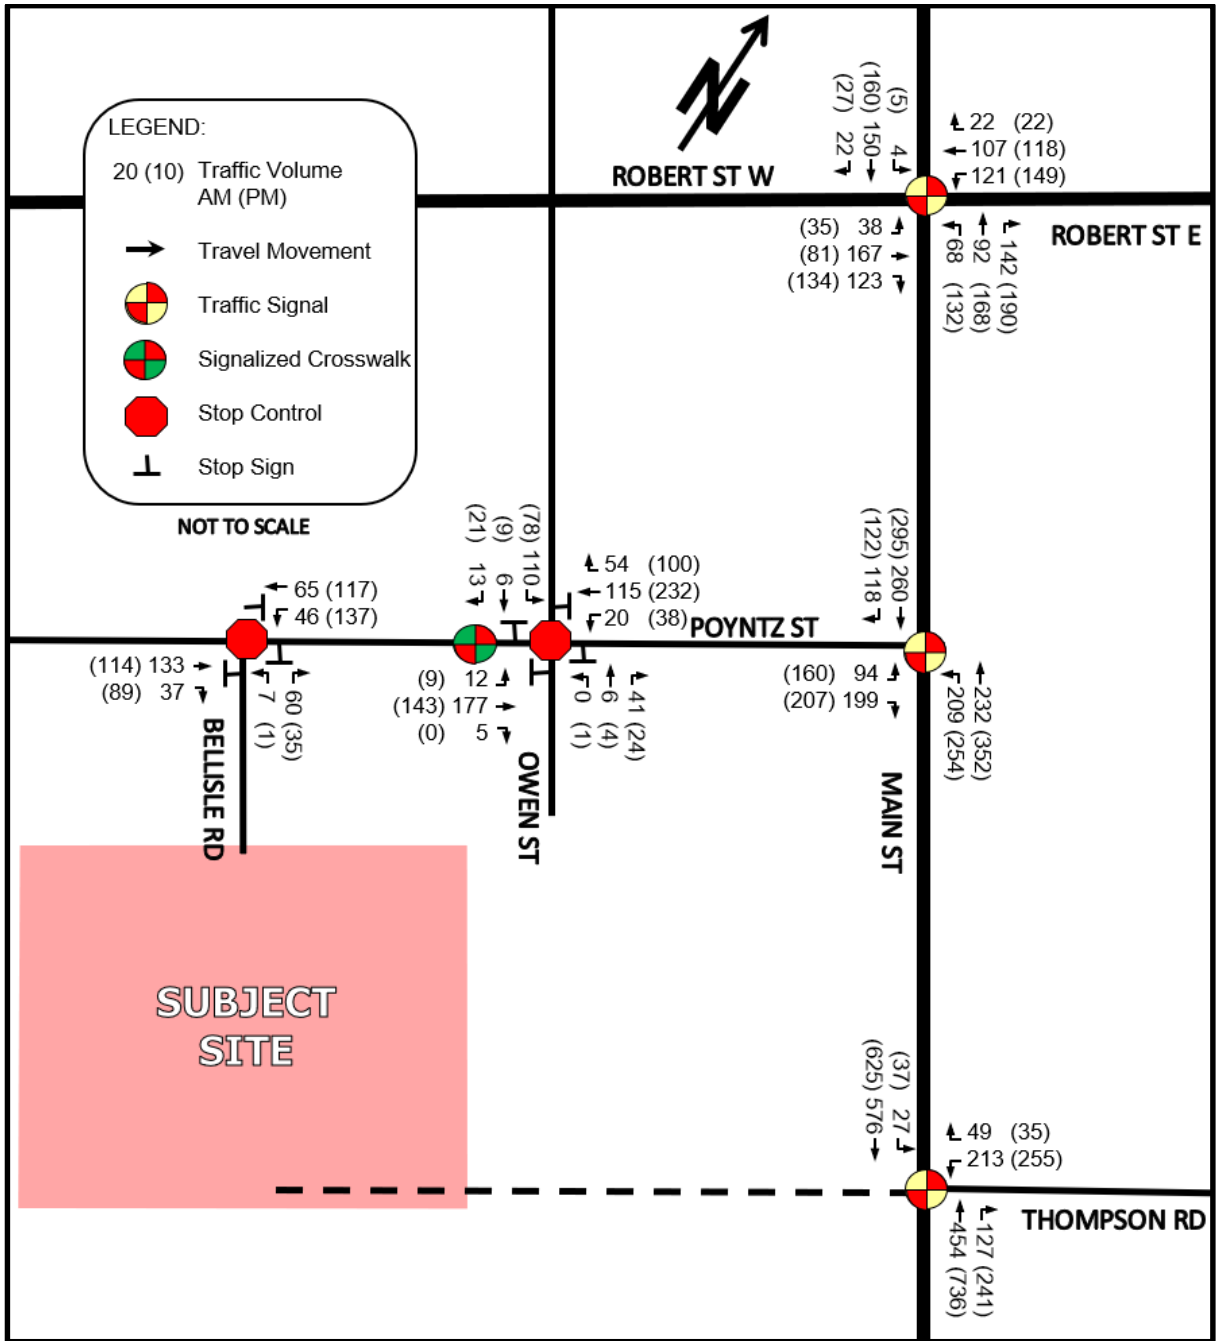 LEGEND:
20 (10) Traffic Volume
AM (PM)
Travel Movement
Traffic Signal
Signalized Crosswalk
Stop Control
Stop Sign
NOT TO SCALE
N
ROBERT ST W
(27) 22
(160) 150
(5) 4
22 (22)
107 (118)
121 (149)
(35) 38
(81) 167
(134) 123
68 (132)
92 (168)
142 (190)
ROBERT ST E
65 (117)
46 (137)
(114) 133
(89) 37
7 (1)
60 (35)
BELLISLE RD
(21) 13
(9) 6
(78) 110
54 (100)
115 (232)
20 (38)
POYNTZ ST
(9) 12
(143) 177
(0) 5
0 (1)
6 (4)
41 (24)
OWEN ST
(122) 118
(295) 260
(160) 94
(207) 199
209 (254)
232 (352)
MAIN ST
SUBJECT
SITE
(625) 576
(37) 27
49 (35)
213 (255)
454 (736)
127 (241)
THOMPSON RD